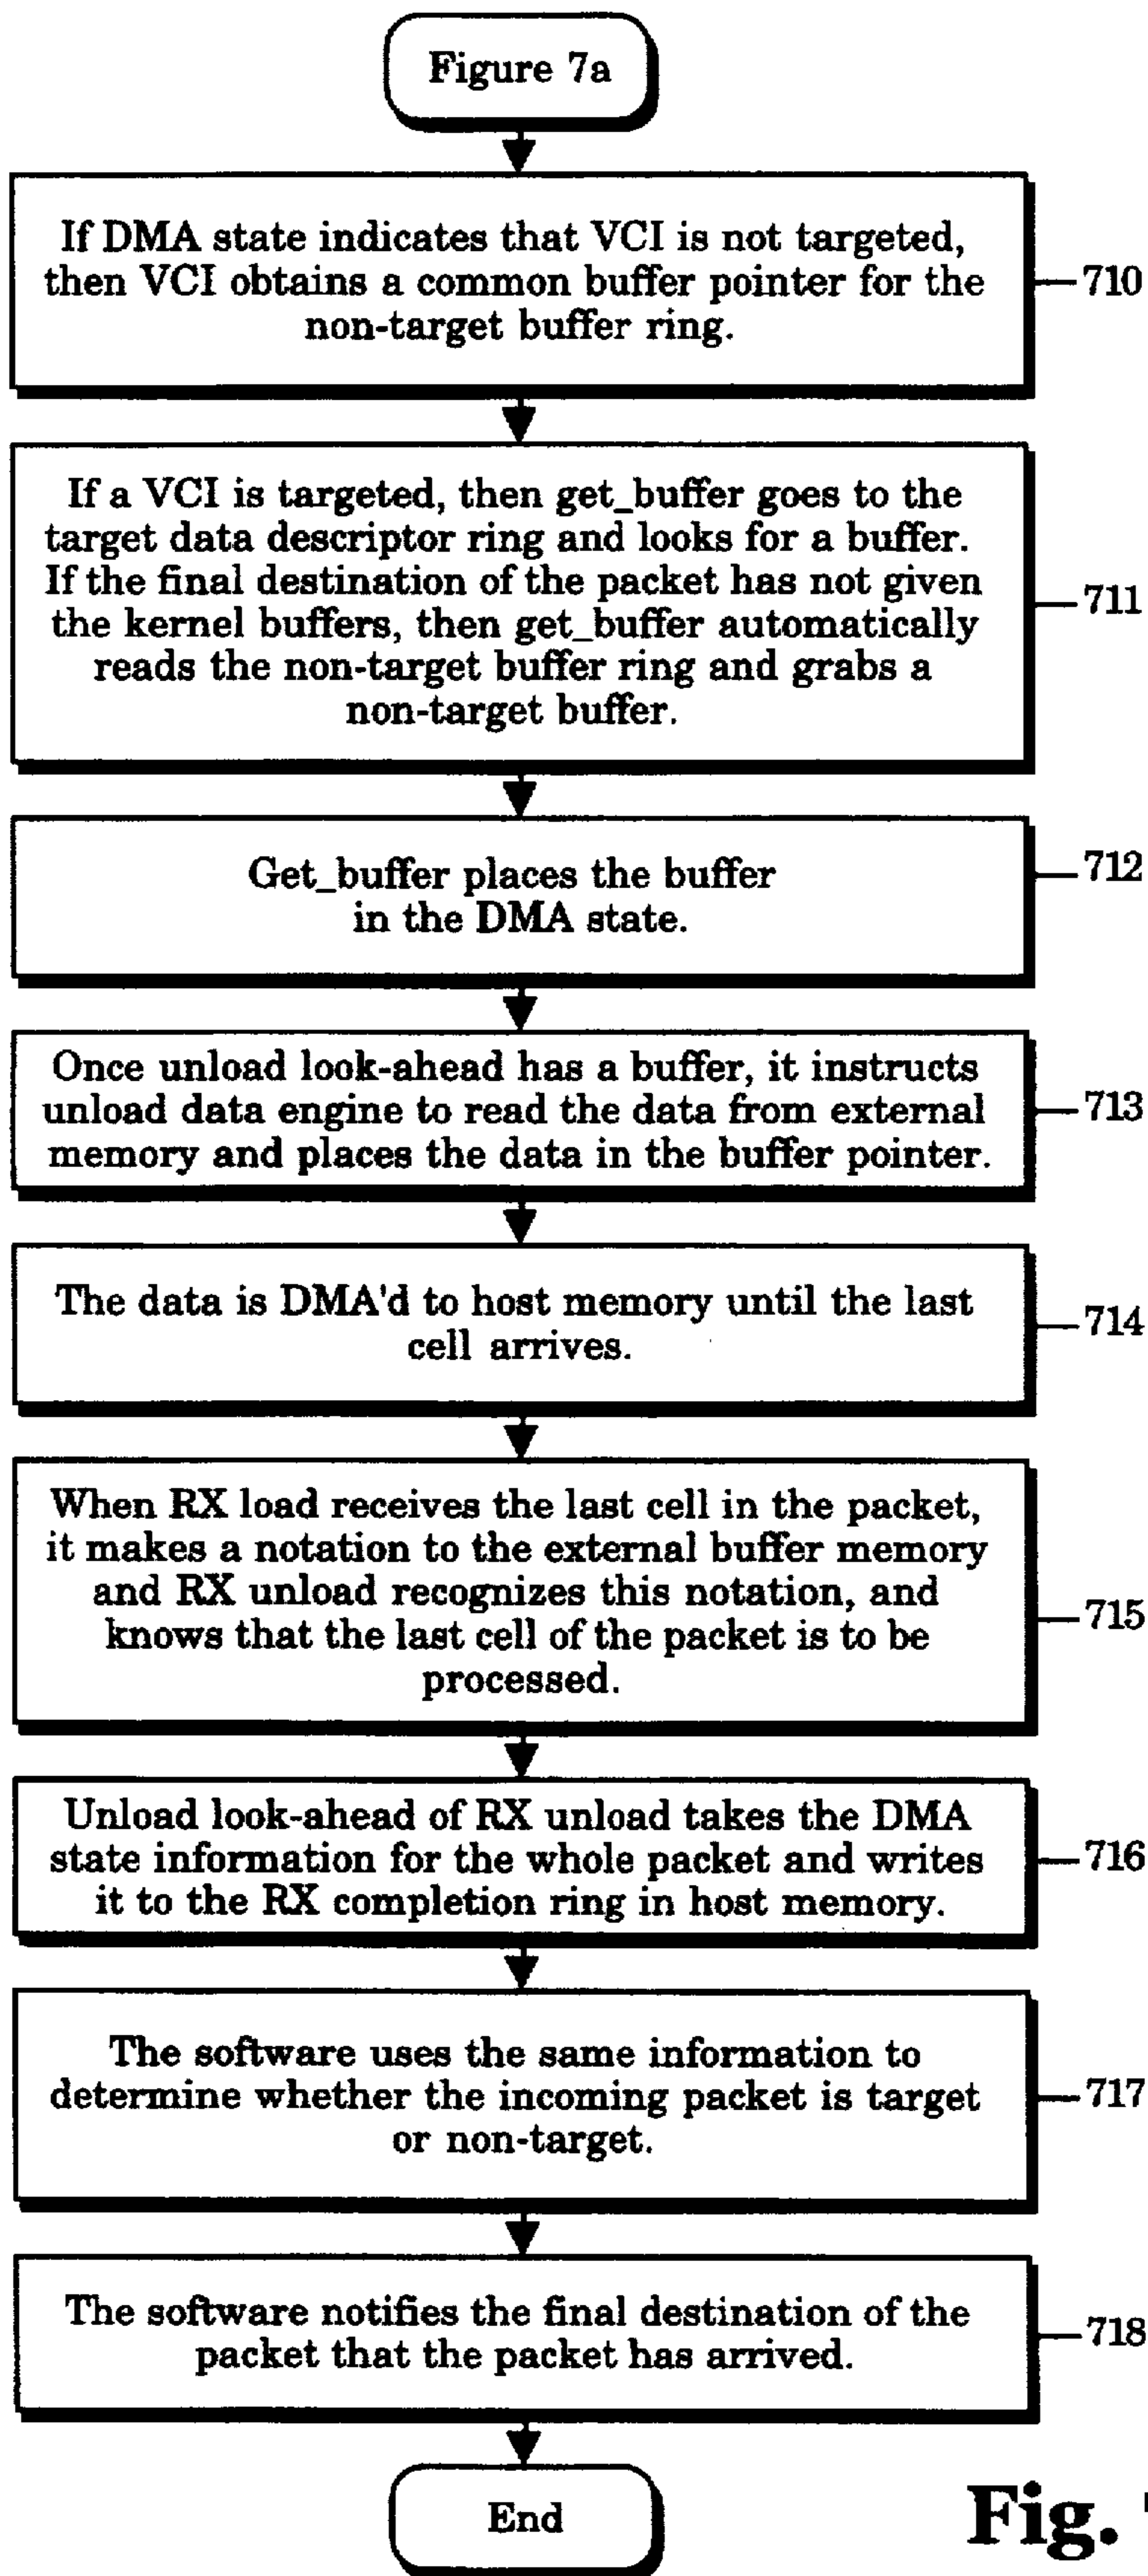 Figure 7a
If DMA state indicates that VCI is not targeted,
then VCI obtains a common buffer pointer for the
non-target buffer ring.
710
If a VCI is targeted, then get_buffer goes to the
target data descriptor ring and looks for a buffer.
If the final destination of the packet has not given
the kernel buffers, then get_buffer automatically
reads the non-target buffer ring and grabs a
non-target buffer.
711
Get_buffer places the buffer
in the DMA state.
712
Once unload look-ahead has a buffer, it instructs
unload data engine to read the data from external
memory and places the data in the buffer pointer.
713
The data is DMA'd to host memory until the last
cell arrives.
714
When RX load receives the last cell in the packet,
it makes a notation to the external buffer memory
and RX unload recognizes this notation, and
knows that the last cell of the packet is to be
processed.
715
Unload look-ahead of RX unload takes the DMA
state information for the whole packet and writes
it to the RX completion ring in host memory.
716
The software uses the same information to
determine whether the incoming packet is target
or non-target.
717
The software notifies the final destination of the
packet that the packet has arrived.
718
End
Fig.